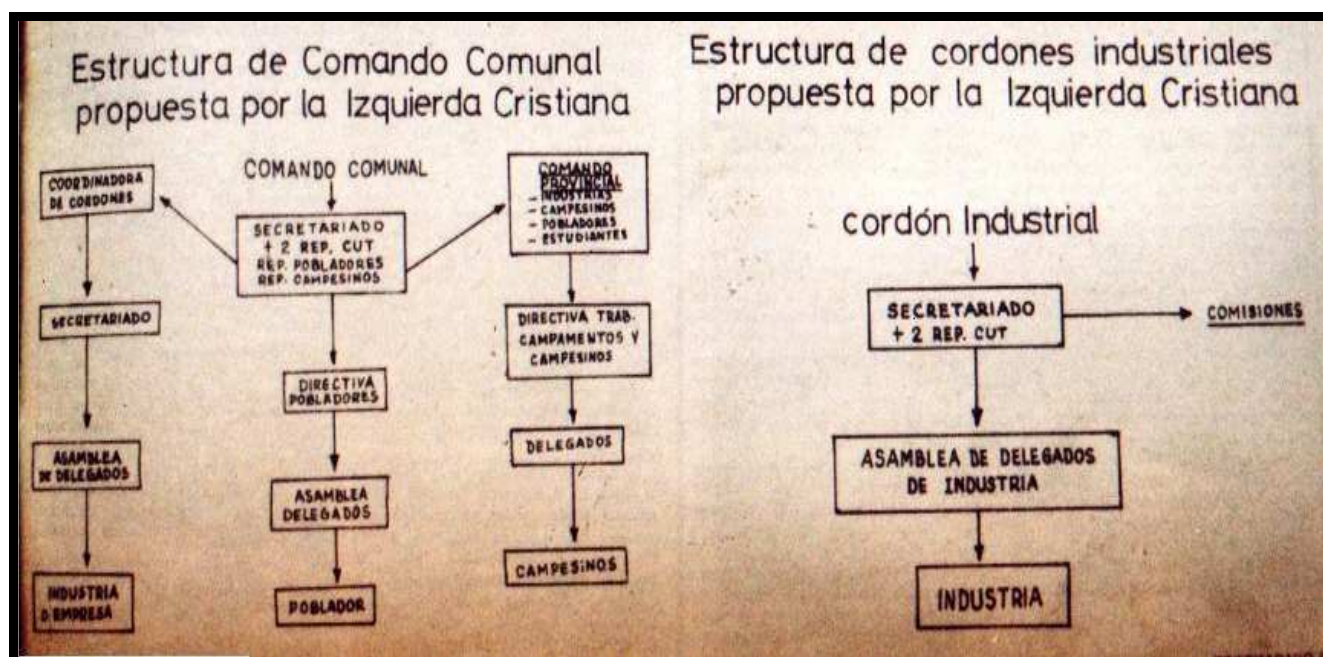 Estructura de Comando Comunal
propuesta por la Izquierda Cristiana
COORDINADORA
DE CORDONES
SECRETARIADO
ASAMBLEA
DE DELEGADOS
INDUSTRIA
O EMPRESA
COMANDO COMUNAL
SECRETARIADO
+ 2 REP. CUT
REP. POBLADORES
REP. CAMPESINOS
DIRECTIVA
POBLADORES
ASAMBLEA
DELEGADOS
POBLADOR
COMANDO
PROVINCIAL
- INDUSTRIAS
- CAMPESINOS
- POBLADORES
- ESTUDIANTES
DIRECTIVA TRAB.
CAMPAMENTOS Y
CAMPESINOS
DELEGADOS
CAMPESINOS
Estructura de cordones industriales
propuesta por la Izquierda Cristiana
cordón Industrial
SECRETARIADO
+ 2 REP. CUT
COMISIONES
ASAMBLEA DE DELEGADOS
DE INDUSTRIA
INDUSTRIA